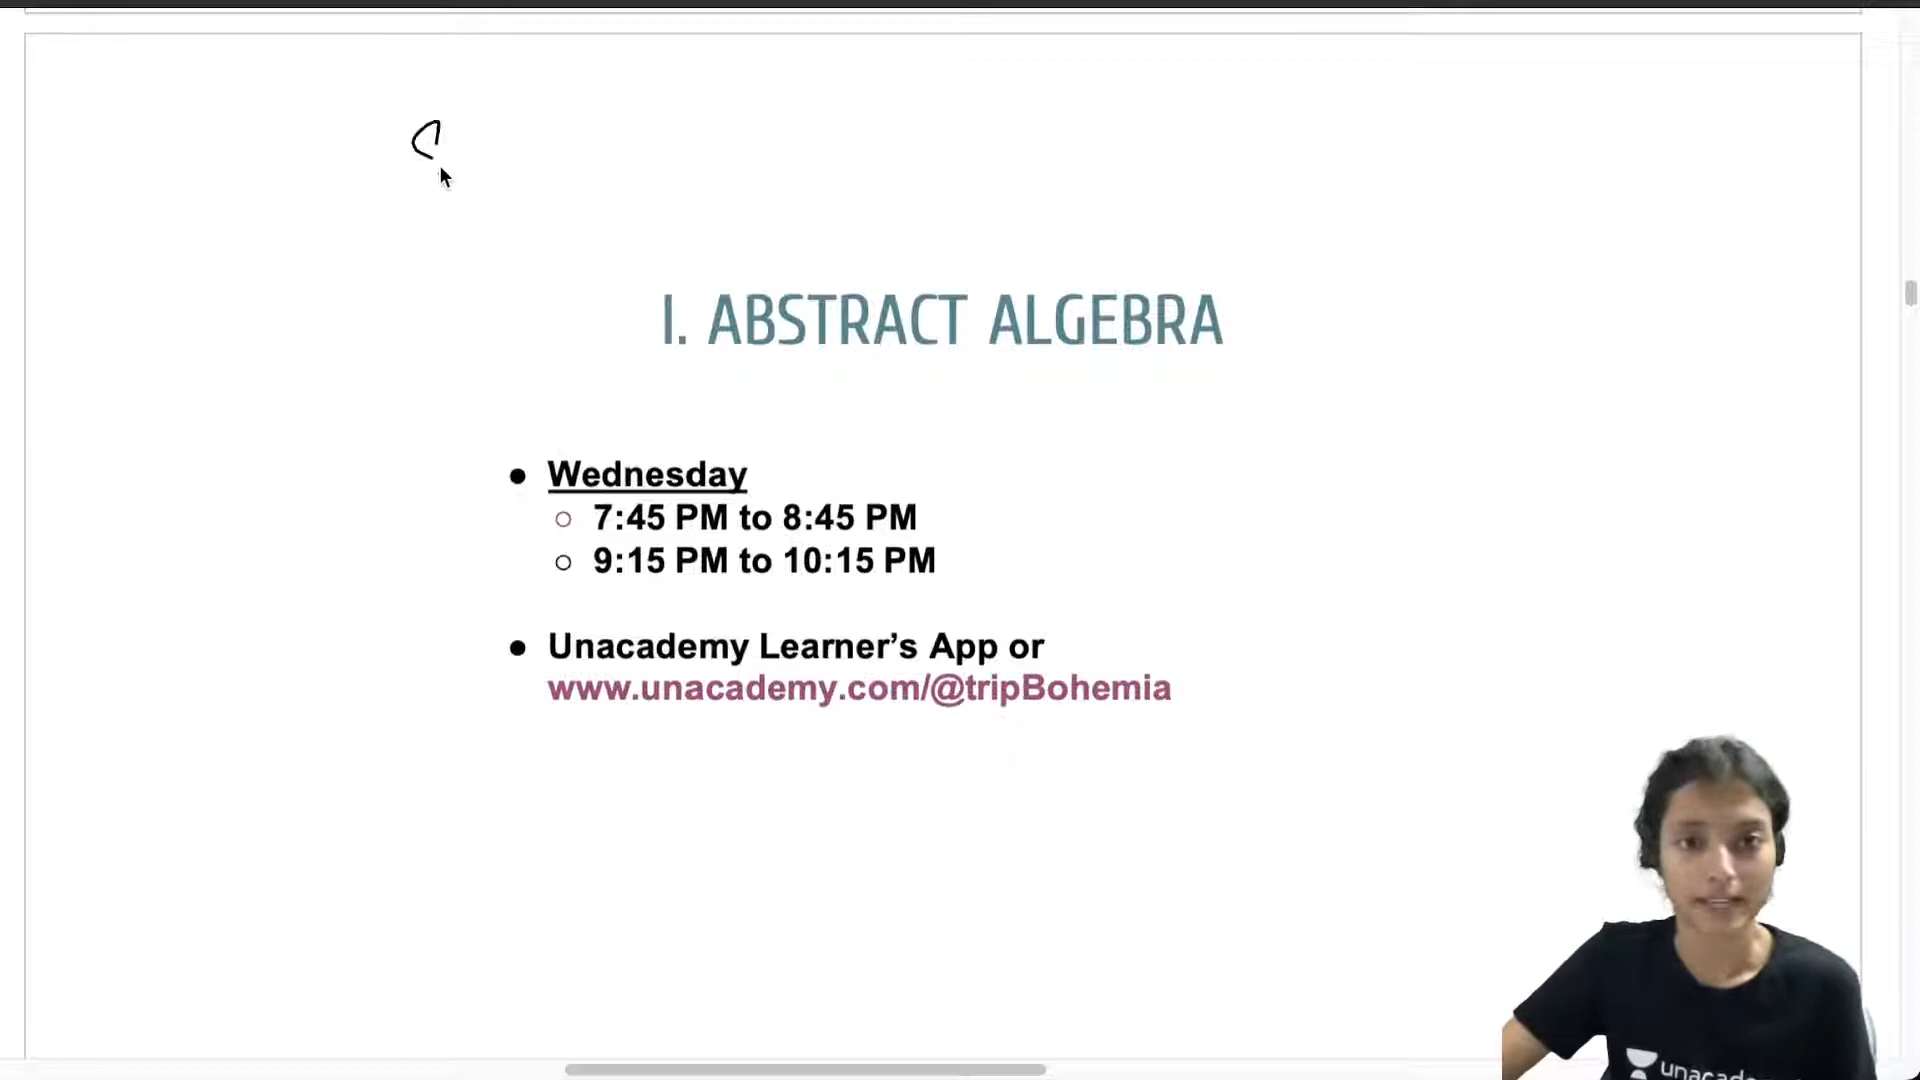 I. ABSTRACT ALGEBRA
● Wednesday
○ 7:45 PM to 8:45 PM
○ 9:15 PM to 10:15 PM
● Unacademy Learner’s App or
www.unacademy.com/@tripBohemia